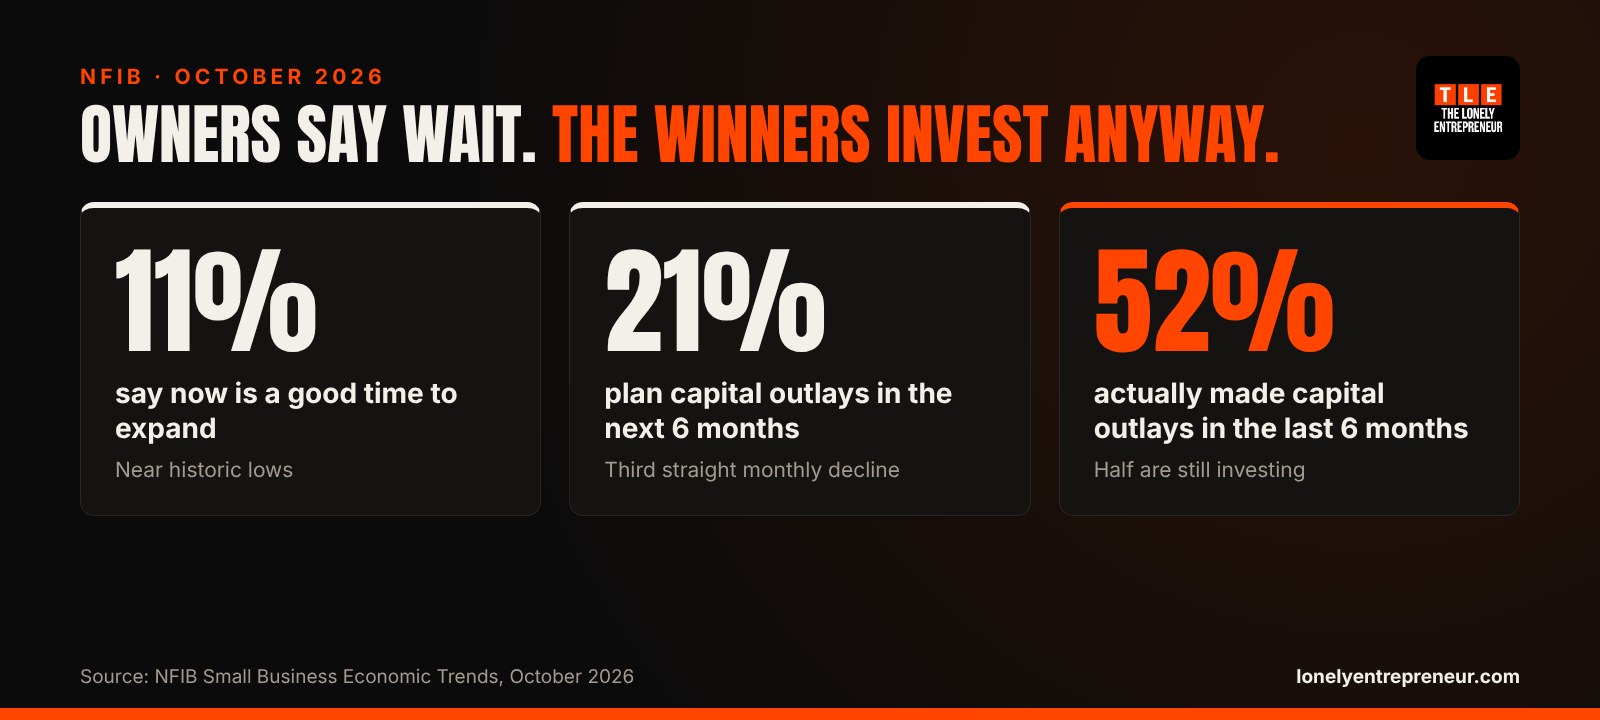 NFIB · OCTOBER 2026
OWNERS SAY WAIT. THE WINNERS INVEST ANYWAY.
TLE
THE LONELY
ENTREPRENEUR
11%
say now is a good time to
expand
Near historic lows
21%
plan capital outlays in the
next 6 months
Third straight monthly decline
52%
actually made capital
outlays in the last 6 months
Half are still investing
Source: NFIB Small Business Economic Trends, October 2026
lonelyentrepreneur.com